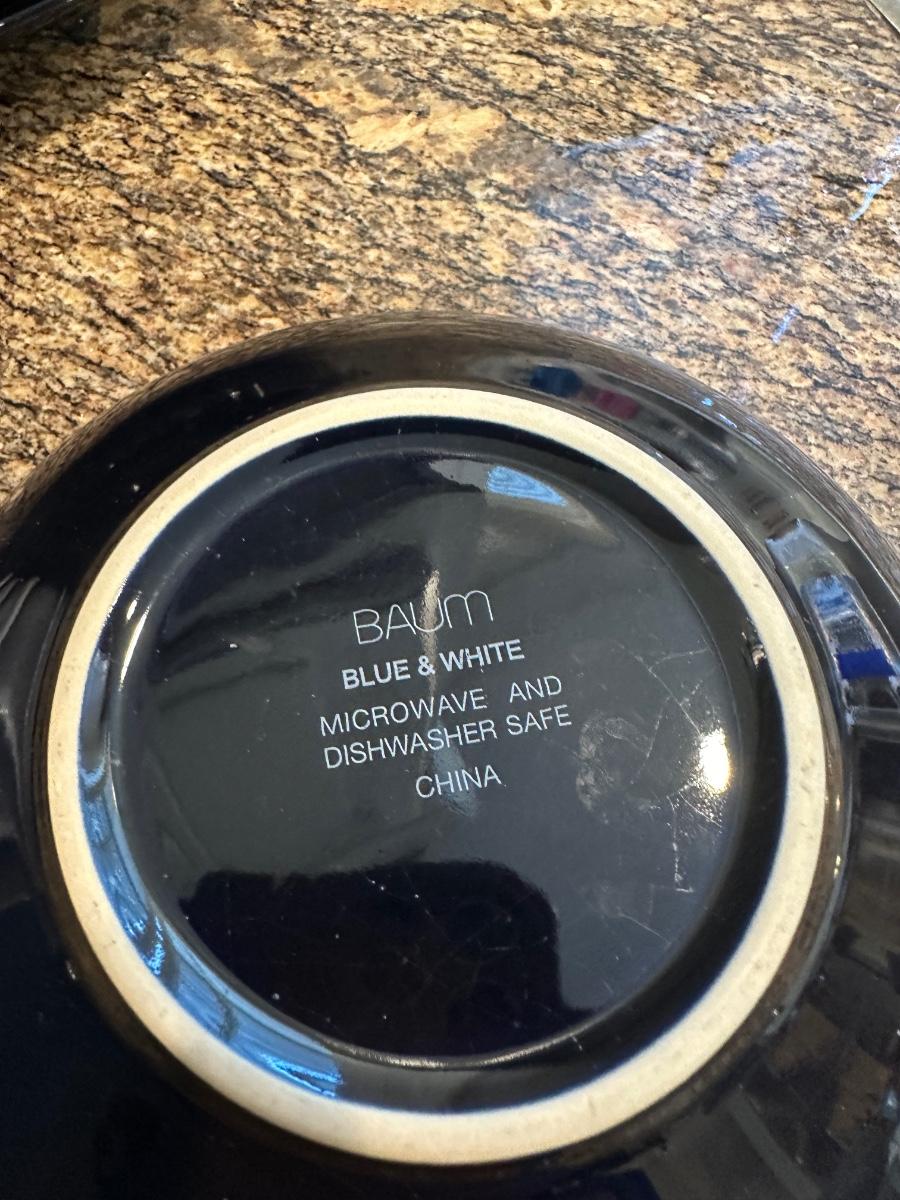 BAUM
BLUE & WHITE
MICROWAVE AND
DISHWASHER SAFE
CHINA